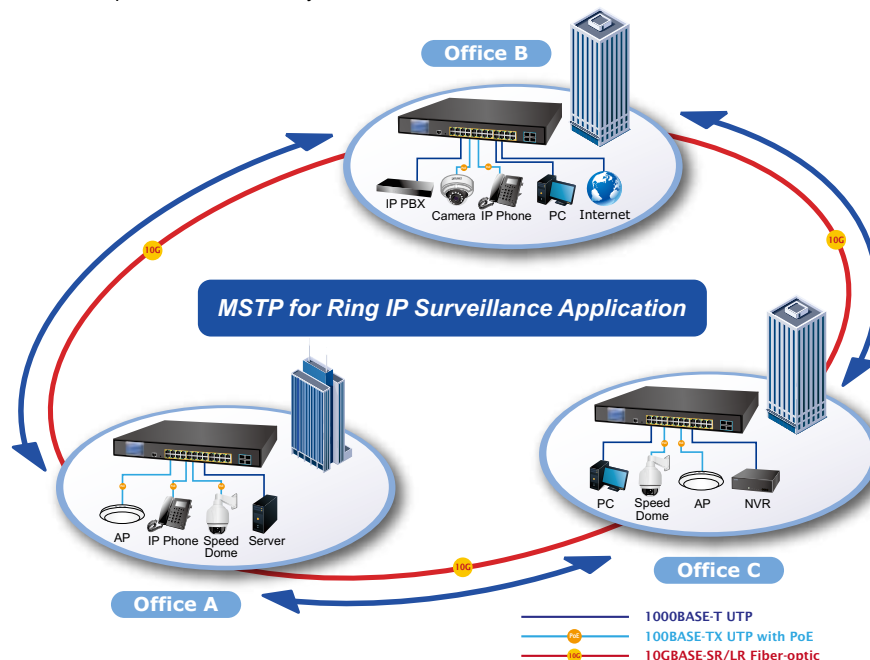 Office B
IP PBX
Camera
IP Phone
PC
Internet
10G
10G
MSTP for Ring IP Surveillance Application
AP
IP Phone
Speed
Dome
Server
PC
Speed
Dome
AP
NVR
10G
Office A
Office C
1000BASE-T UTP
PoE
100BASE-TX UTP with PoE
10G
10GBASE-SR/LR Fiber-optic